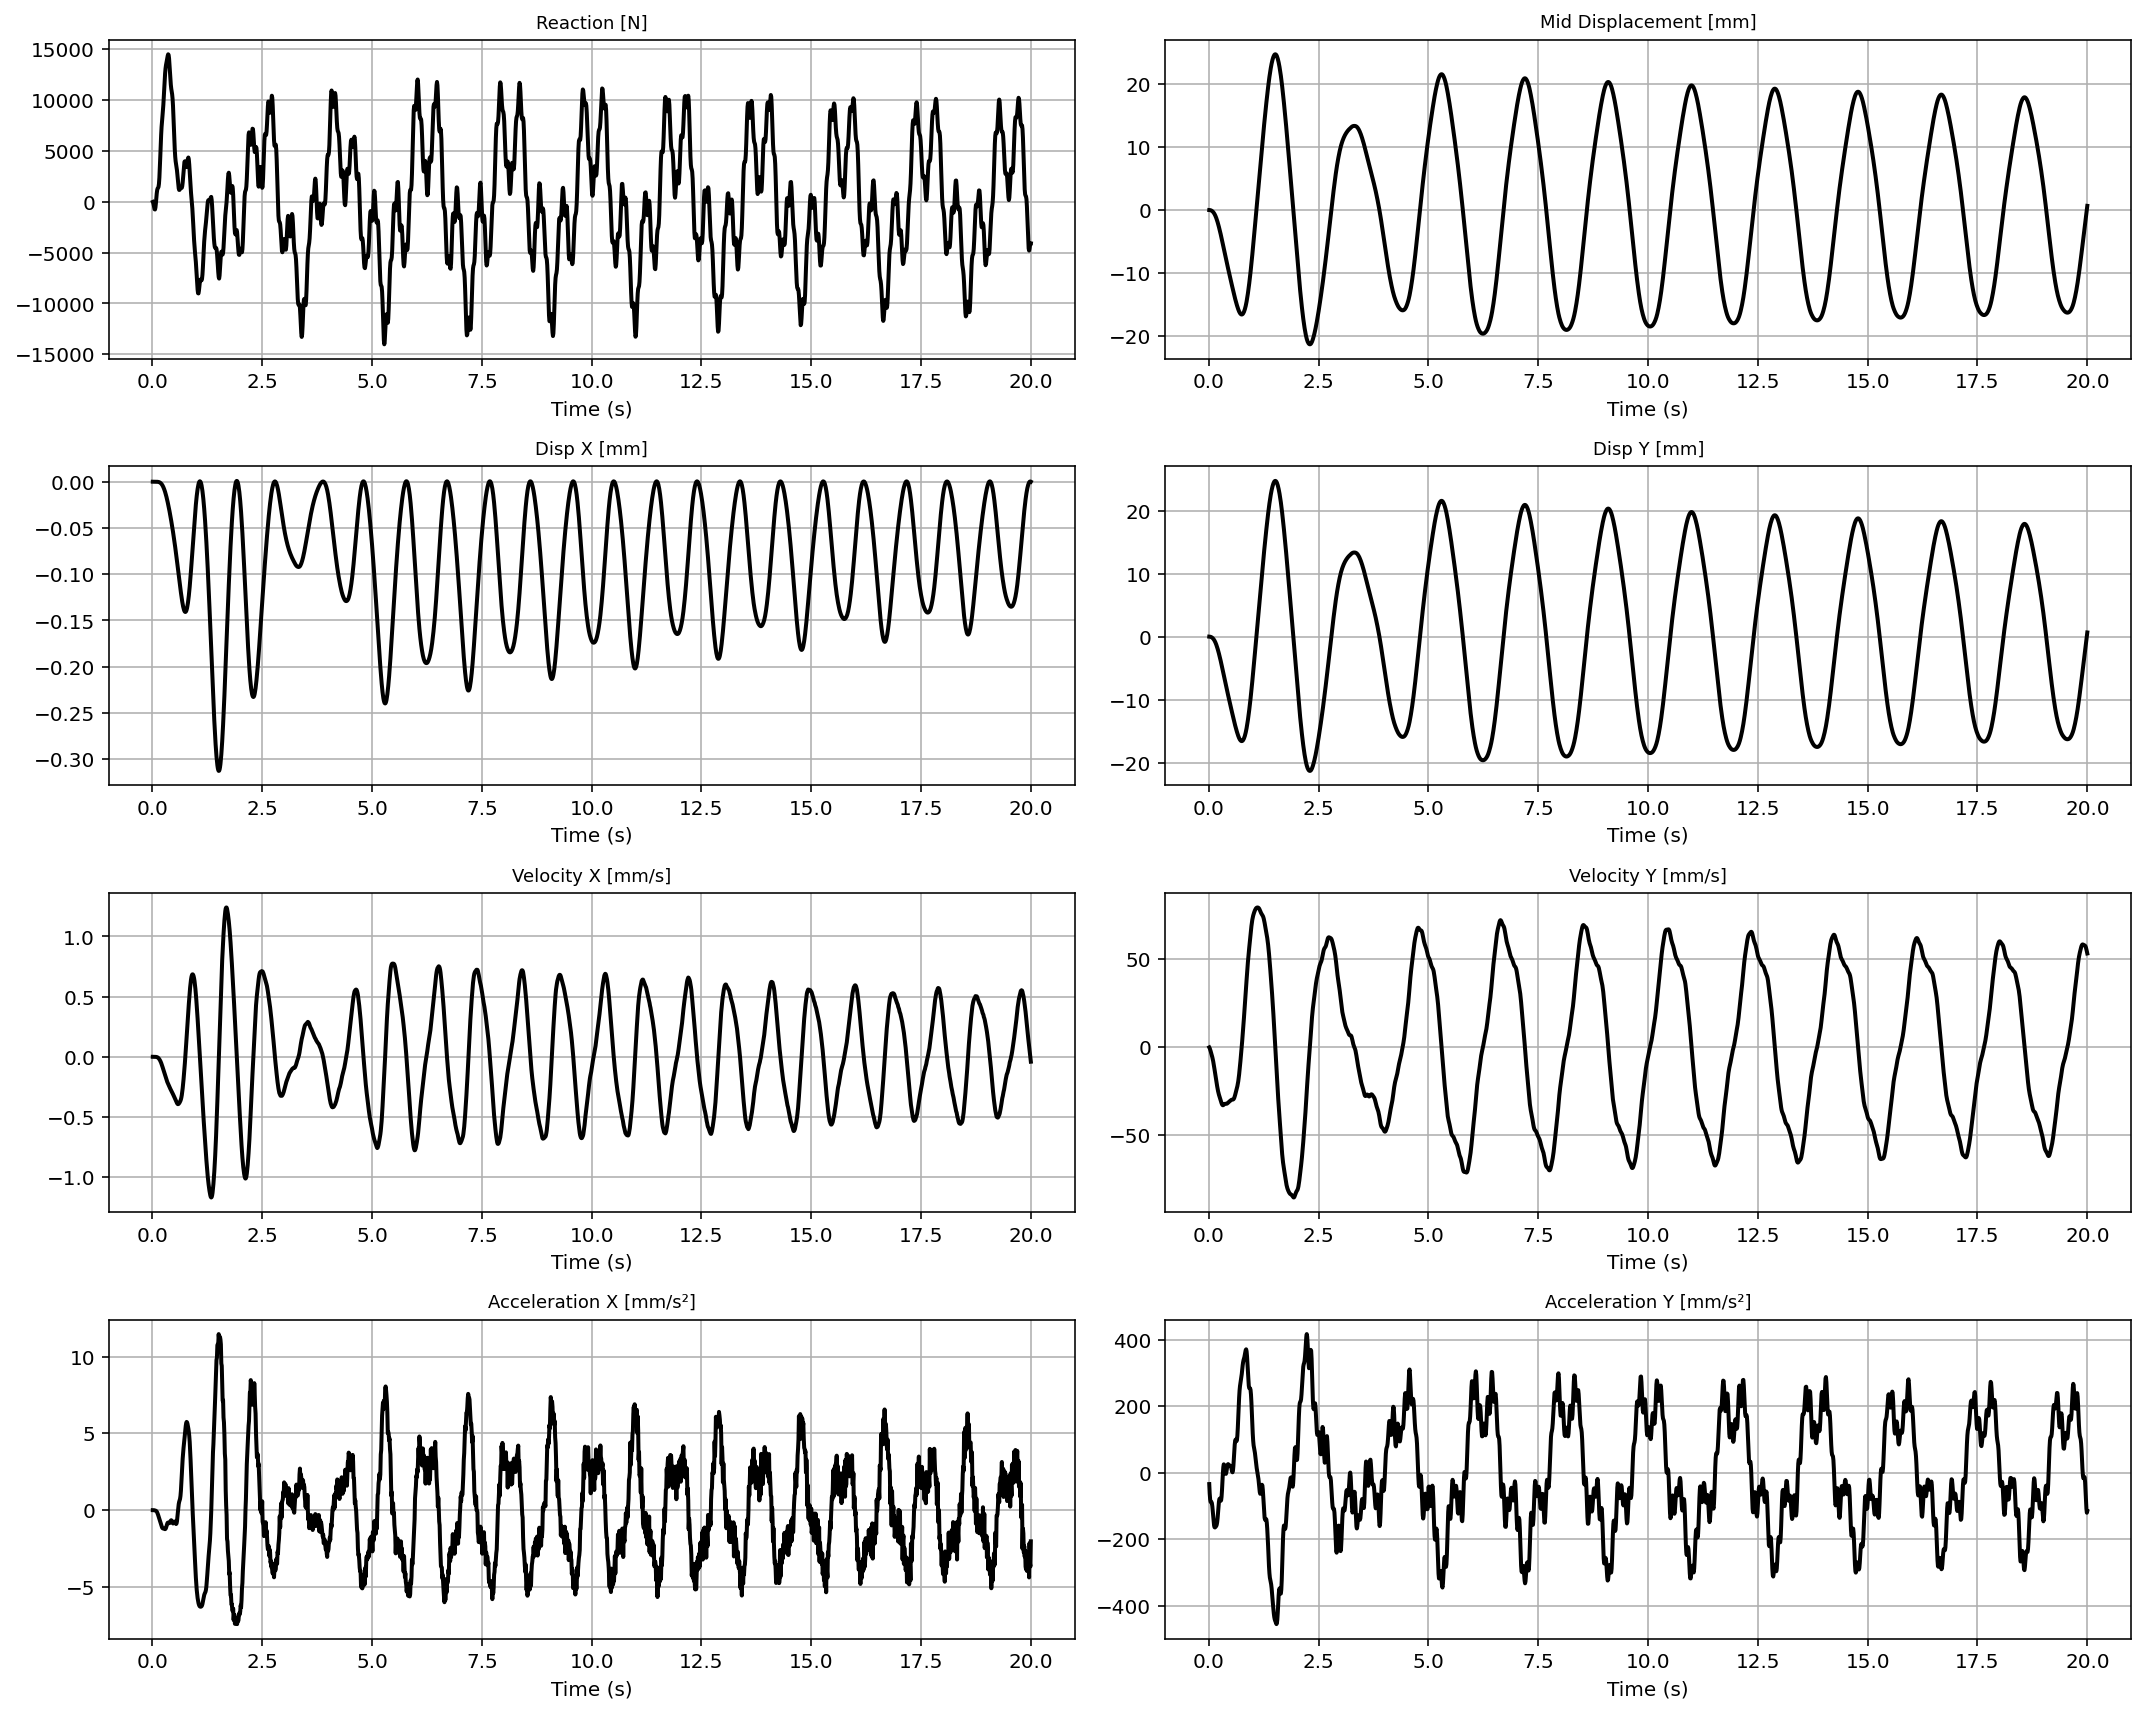 Reaction [N]
15000
10000
5000
0
−5000
−10000
−15000
0.0 2.5 5.0 7.5 10.0 12.5 15.0 17.5 20.0
Time (s)
Mid Displacement [mm]
20
10
0
−10
−20
0.0 2.5 5.0 7.5 10.0 12.5 15.0 17.5 20.0
Time (s)
Disp X [mm]
0.00
−0.05
−0.10
−0.15
−0.20
−0.25
−0.30
0.0 2.5 5.0 7.5 10.0 12.5 15.0 17.5 20.0
Time (s)
Disp Y [mm]
20
10
0
−10
−20
0.0 2.5 5.0 7.5 10.0 12.5 15.0 17.5 20.0
Time (s)
Velocity X [mm/s]
1.0
0.5
0.0
−0.5
−1.0
0.0 2.5 5.0 7.5 10.0 12.5 15.0 17.5 20.0
Time (s)
Velocity Y [mm/s]
50
0
−50
0.0 2.5 5.0 7.5 10.0 12.5 15.0 17.5 20.0
Time (s)
Acceleration X [mm/s²]
10
5
0
−5
0.0 2.5 5.0 7.5 10.0 12.5 15.0 17.5 20.0
Time (s)
Acceleration Y [mm/s²]
400
200
0
−200
−400
0.0 2.5 5.0 7.5 10.0 12.5 15.0 17.5 20.0
Time (s)